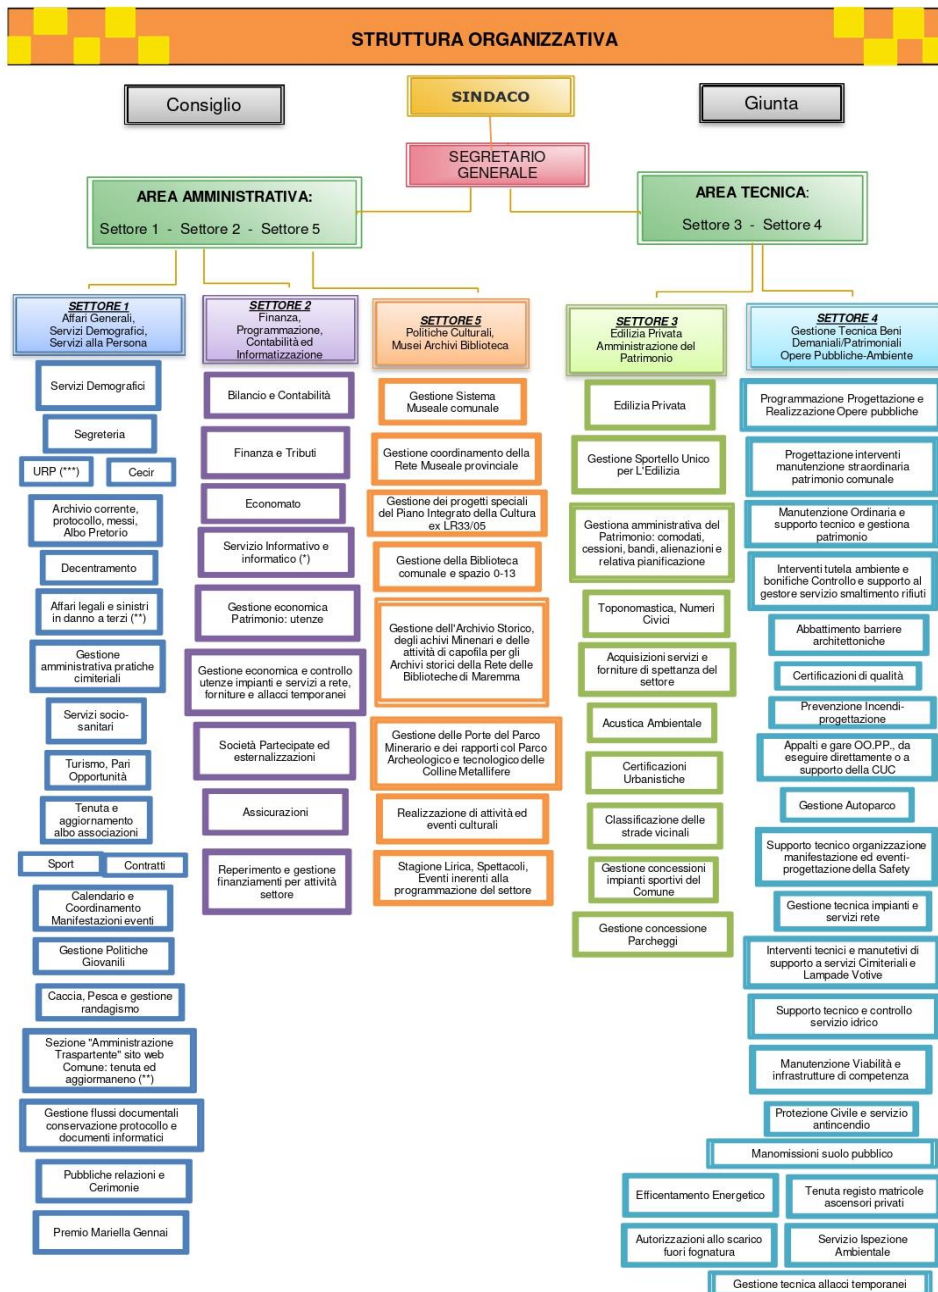 STRUTTURA ORGANIZZATIVA
Consiglio
SINDACO
Giunta
SEGRETARIO
GENERALE
AREA AMMINISTRATIVA:
Settore 1 - Settore 2 - Settore 5
AREA TECNICA:
Settore 3 - Settore 4
SETTORE 1
Affari Generali,
Servizi Demografici,
Servizi alla Persona
Servizi Demografici
Segreteria
URP (***)
Cecir
Archivio corrente,
protocollo, messi,
Albo Pretorio
Decentramento
Affari legali e sinistri
in danno a terzi (**)
Gestione
amministrativa pratiche
cimiteriali
Servizi socio-
sanitari
Turismo, Pari
Opportunità
Tenuta e
aggiornamento
albo associazioni
Sport
Contratti
Calendario e
Coordinamento
Manifestazioni eventi
Gestione Politiche
Giovanili
Caccia, Pesca e gestione
randagismo
Sezione "Amministrazione
Traspartente" sito web
Comune: tenuta ed
aggiormaneno (**)
Gestione flussi documentali
conservazione protocollo e
documenti informatici
Pubbliche relazioni e
Cerimonie
Premio Mariella Gennai
SETTORE 2
Finanza,
Programmazione,
Contabilità ed
Informatizzazione
Bilancio e Contabilità
Finanza e Tributi
Economato
Servizio Informativo e
informatico (*)
Gestione economica
Patrimonio: utenze
Gestione economica e controllo
utenze impianti e servizi a rete,
forniture e allacci temporanei
Società Partecipate ed
esternalizzazioni
Assicurazioni
Reperimento e gestione
finanziamenti per attività
settore
SETTORE 5
Politiche Culturali,
Musei Archivi Biblioteca
Gestione Sistema
Museale comunale
Gestione coordinamento della
Rete Museale provinciale
Gestione dei progetti speciali
del Piano Integrato della Cultura
ex LR33/05
Gestione della Biblioteca
comunale e spazio 0-13
Gestione dell'Archivio Storico,
degli achivi Minenari e delle
attività di capofila per gli
Archivi storici della Rete delle
Biblioteche di Maremma
Gestione delle Porte del Parco
Minerario e dei rapporti col Parco
Archeologico e tecnologico delle
Colline Metallifere
Realizzazione di attività ed
eventi culturali
Stagione Lirica, Spettacoli,
Eventi inerenti alla
programmazione del settore
SETTORE 3
Edilizia Privata
Amministrazione del
Patrimonio
Edilizia Privata
Gestione Sportello Unico
per L'Edilizia
Gestiona amministrativa del
Patrimonio: comodati,
cessioni, bandi, alienazioni e
relativa pianificazione
Toponomastica, Numeri
Civici
Acquisizioni servizi e
forniture di spettanza del
settore
Acustica Ambientale
Certificazioni
Urbanistiche
Classificazione delle
strade vicinali
Gestione concessioni
impianti sportivi del
Comune
Gestione concessione
Parcheggi
SETTORE 4
Gestione Tecnica Beni
Demaniali/Patrimoniali
Opere Pubbliche-Ambiente
Programmazione Progettazione e
Realizzazione Opere pubbliche
Progettazione interventi
manutenzione straordinaria
patrimonio comunale
Manutenzione Ordinaria e
supporto tecnico e gestiona
patrimonio
Interventi tutela ambiente e
bonifiche Controllo e supporto al
gestore servizio smaltimento rifiuti
Abbattimento barriere
architettoniche
Certificazioni di qualità
Prevenzione Incendi-
progettazione
Appalti e gare OO.PP., da
eseguire direttamente o a
supporto della CUC
Gestione Autoparco
Supporto tecnico organizzazione
manifestazione ed eventi-
progettazione della Safety
Gestione tecnica impianti e
servizi rete
Interventi tecnici e manutetivi di
supporto a servizi Cimiteriali e
Lampade Votive
Supporto tecnico e controllo
servizio idrico
Manutenzione Viabilità e
infrastrutture di competenza
Protezione Civile e servizio
antincendio
Manomissioni suolo pubblico
Efficentamento Energetico
Tenuta registo matricole
ascensori privati
Autorizzazioni allo scarico
fuori fognatura
Servizio Ispezione
Ambientale
Gestione tecnica allacci temporanei